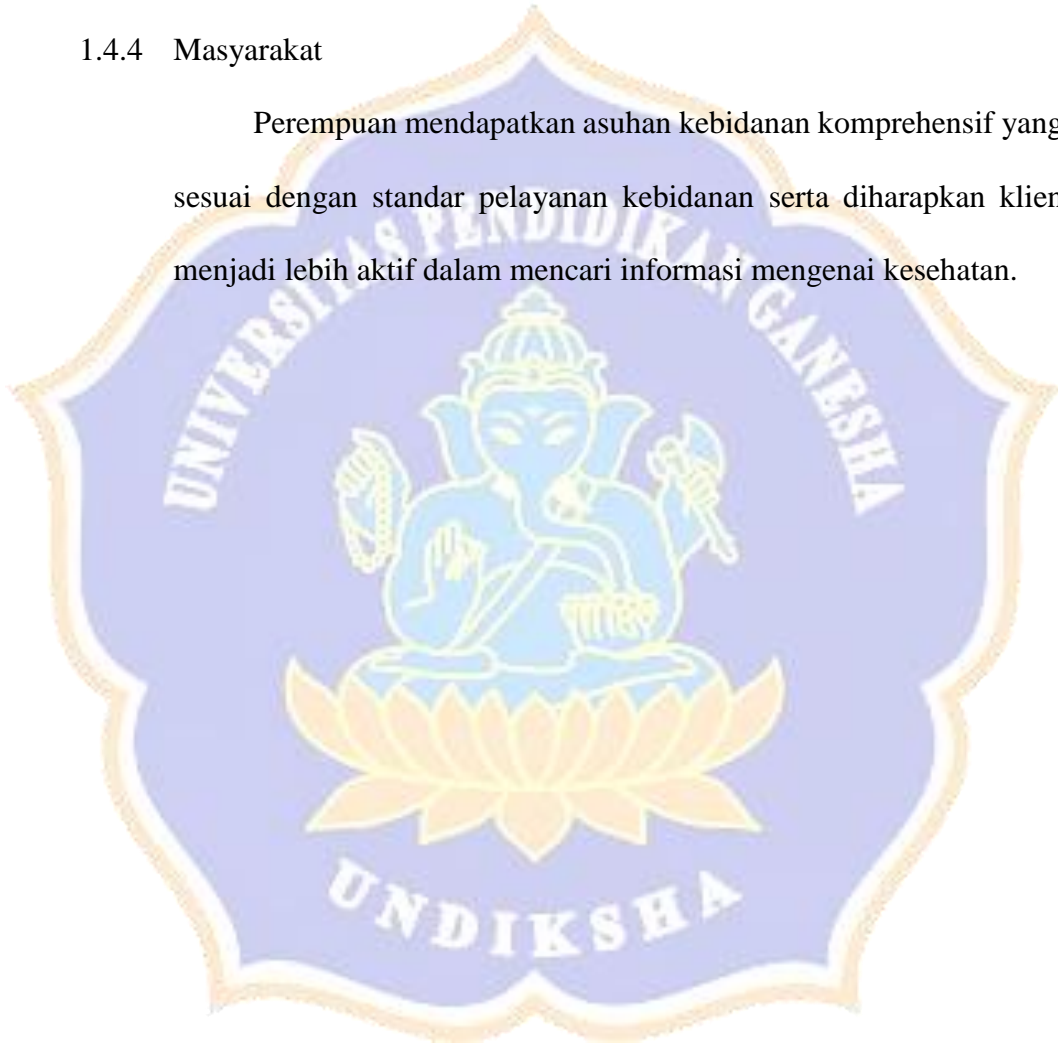 1.4.4 Masyarakat
Perempuan mendapatkan asuhan kebidanan komprehensif yang
sesuai dengan standar pelayanan kebidanan serta diharapkan klien
menjadi lebih aktif dalam mencari informasi mengenai kesehatan.
UNIVERSITAS PENDIDIKAN GANESHA
UNDIKSHA